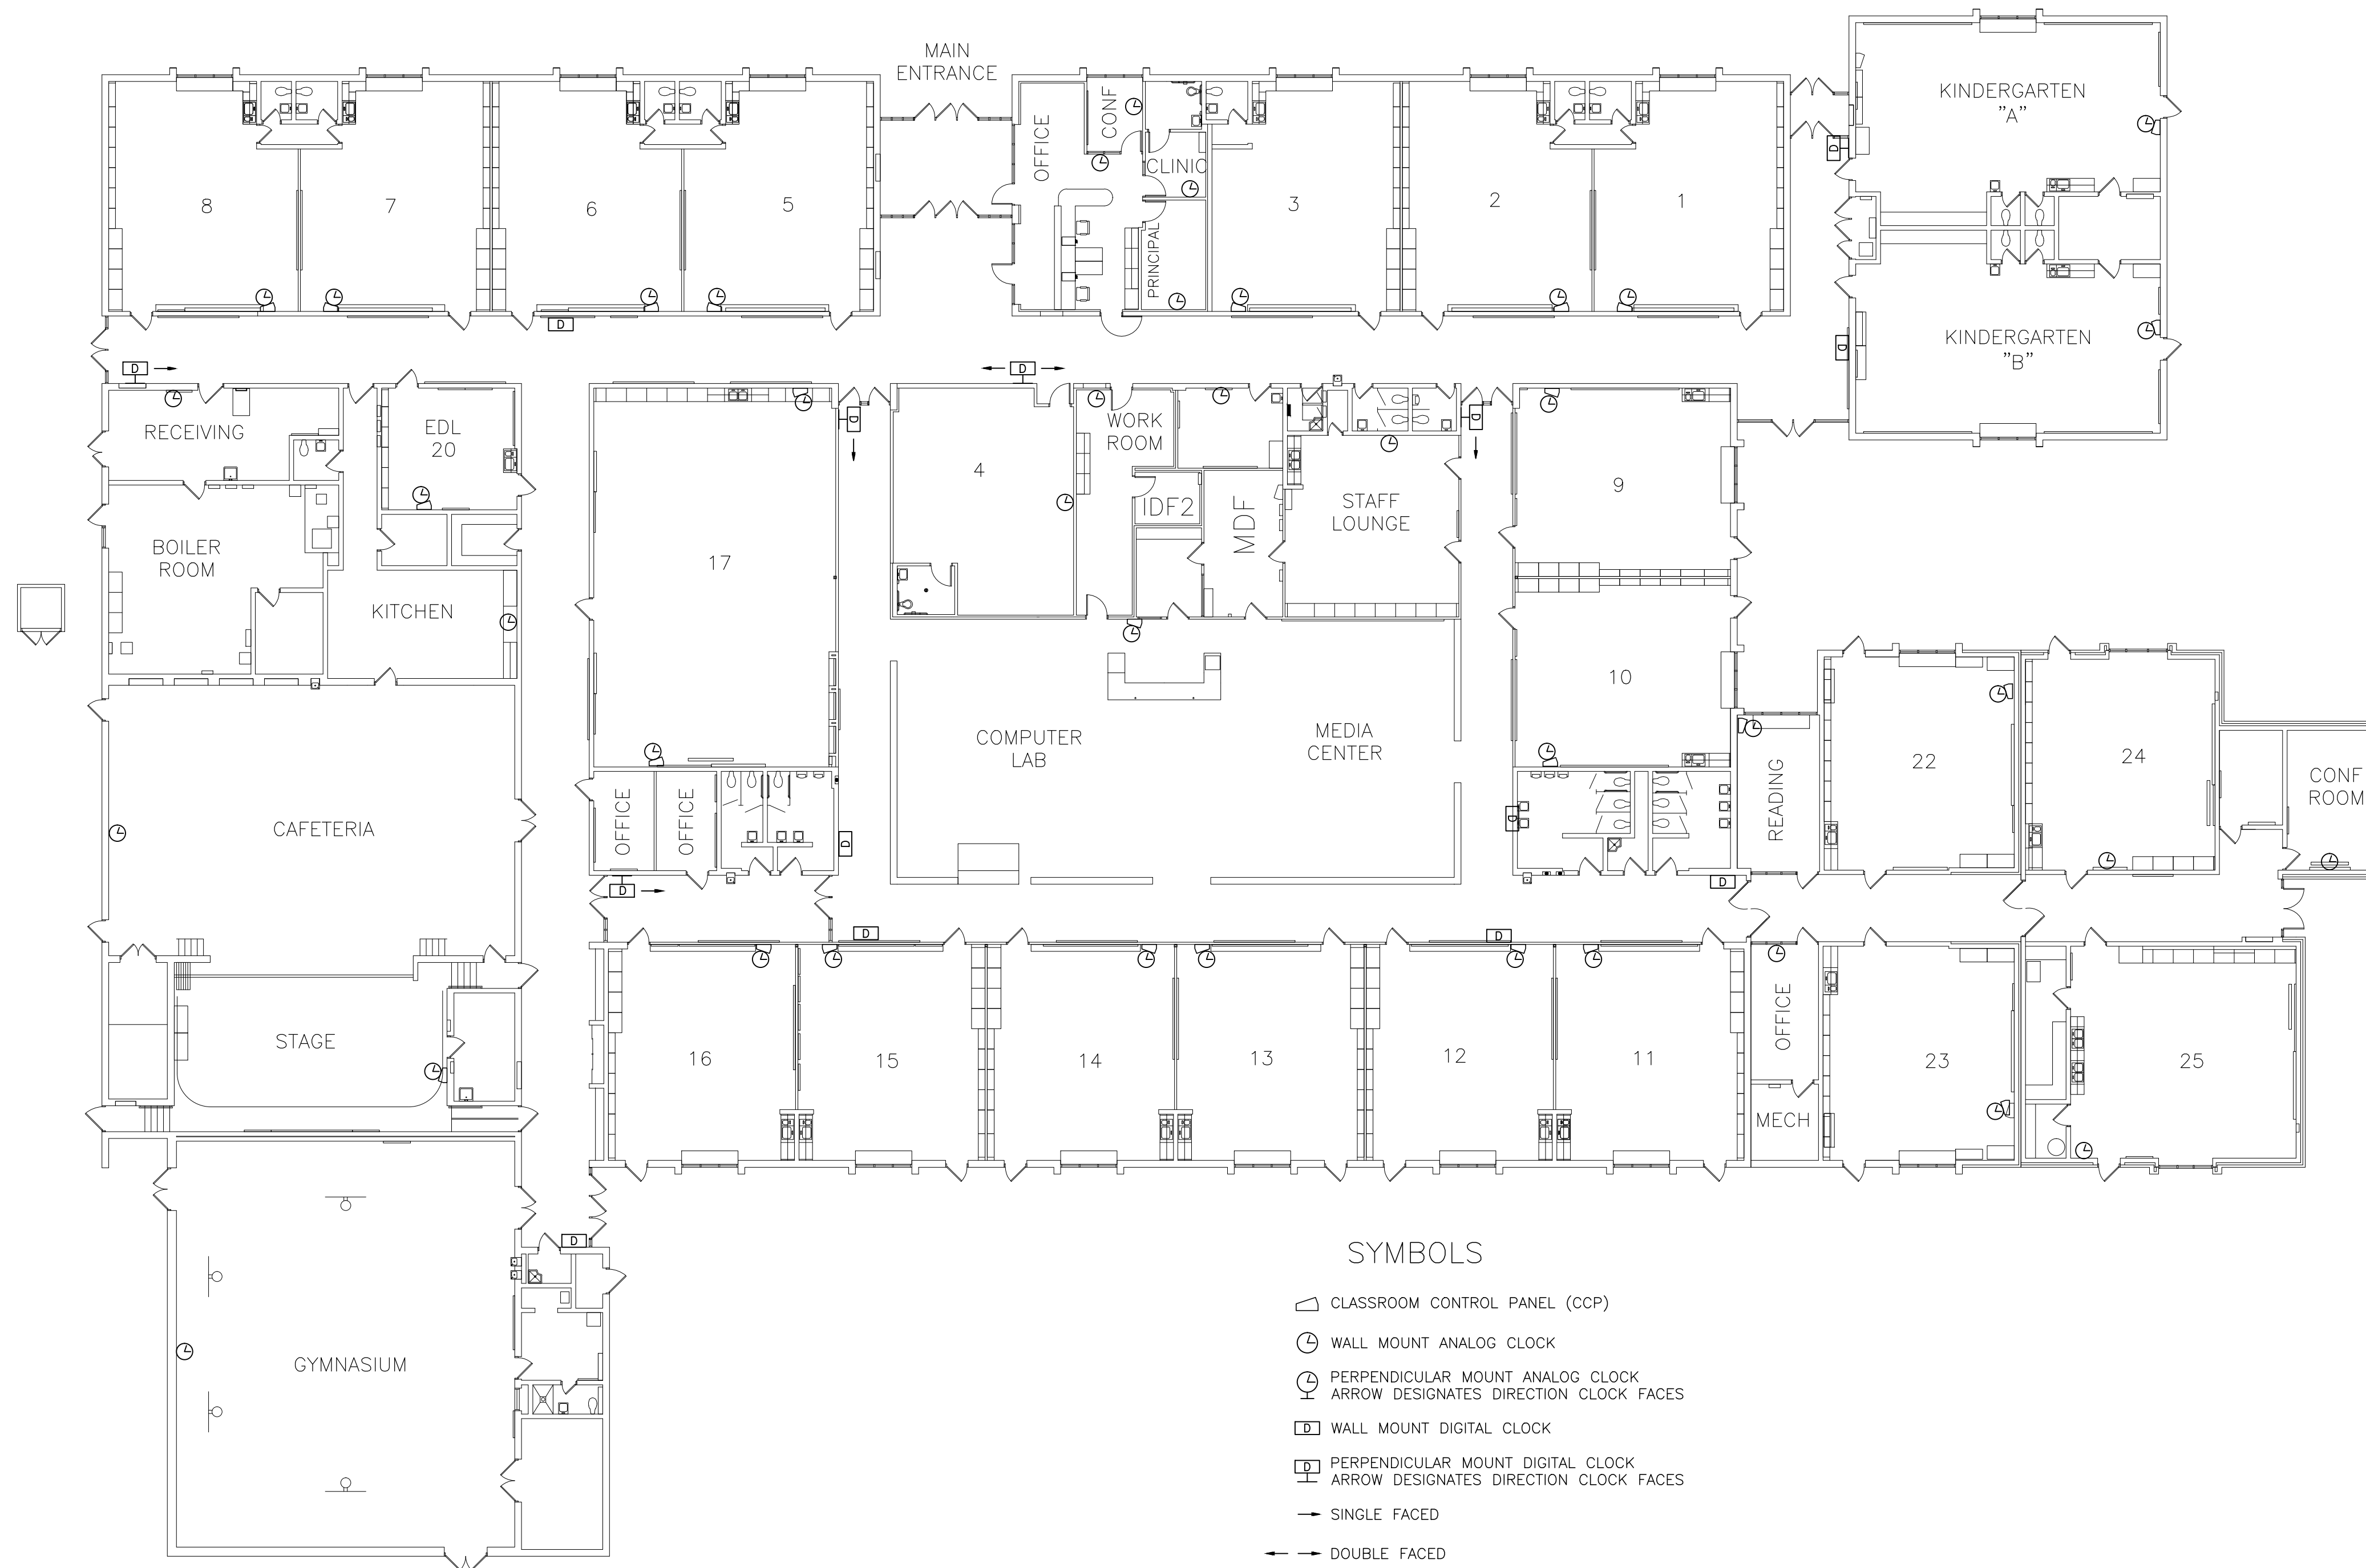 MAIN
ENTRANCE
KINDERGARTEN
"A"
OFFICE
CONF
CLINIC
PRINCIPAL
8
7
6
5
3
2
1
D
D
KINDERGARTEN
"B"
D
D
D
RECEIVING
EDL
20
D
WORK
ROOM
D
4
17
IDF2
MDF
STAFF
LOUNGE
9
BOILER
ROOM
KITCHEN
10
COMPUTER
LAB
MEDIA
CENTER
READING
22
24
CONF
ROOM
CAFETERIA
OFFICE
OFFICE
D
D
D
D
D
D
STAGE
16
15
14
13
12
11
OFFICE
MECH
23
25
D
GYMNASIUM
SYMBOLS
CLASSROOM CONTROL PANEL (CCP)
WALL MOUNT ANALOG CLOCK
PERPENDICULAR MOUNT ANALOG CLOCK
ARROW DESIGNATES DIRECTION CLOCK FACES
D WALL MOUNT DIGITAL CLOCK
D PERPENDICULAR MOUNT DIGITAL CLOCK
ARROW DESIGNATES DIRECTION CLOCK FACES
SINGLE FACED
DOUBLE FACED